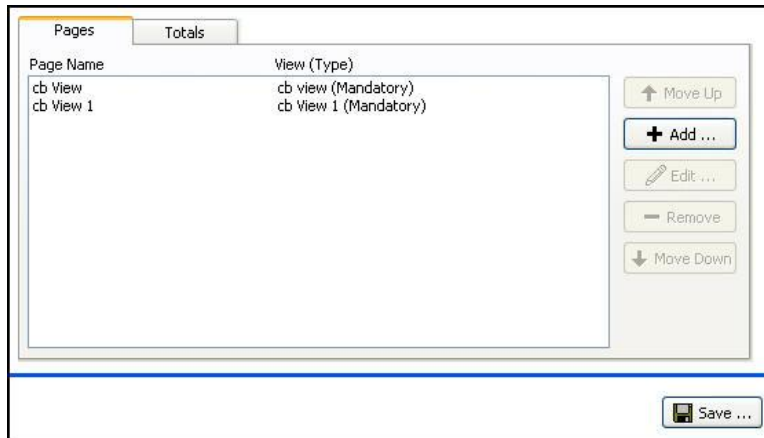 Pages Totals
Page Name View (Type)
cb View cb view (Mandatory)
cb View 1 cb View 1 (Mandatory)
Move Up
Add ...
Edit ...
Remove
Move Down
Save ...